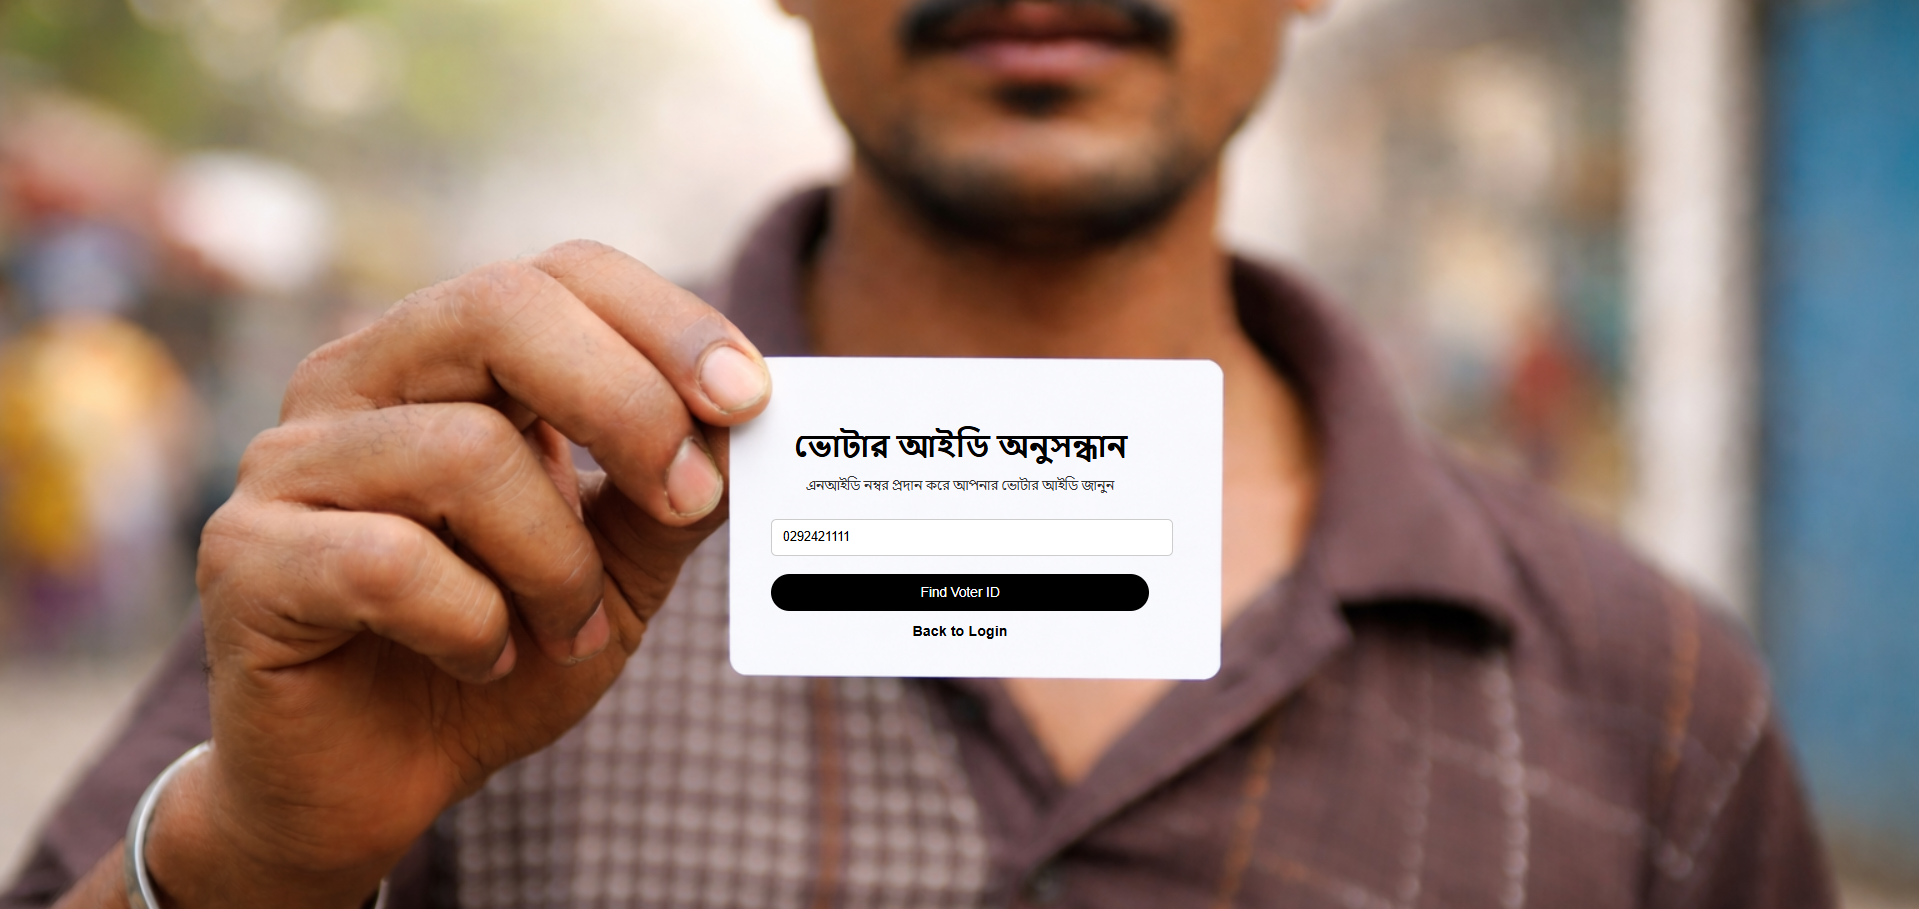 ভোটার আইডি অনুসন্ধান
এনআইডি নম্বর প্রদান করে আপনার ভোটার আইডি জানুন
0292421111
Find Voter ID
Back to Login